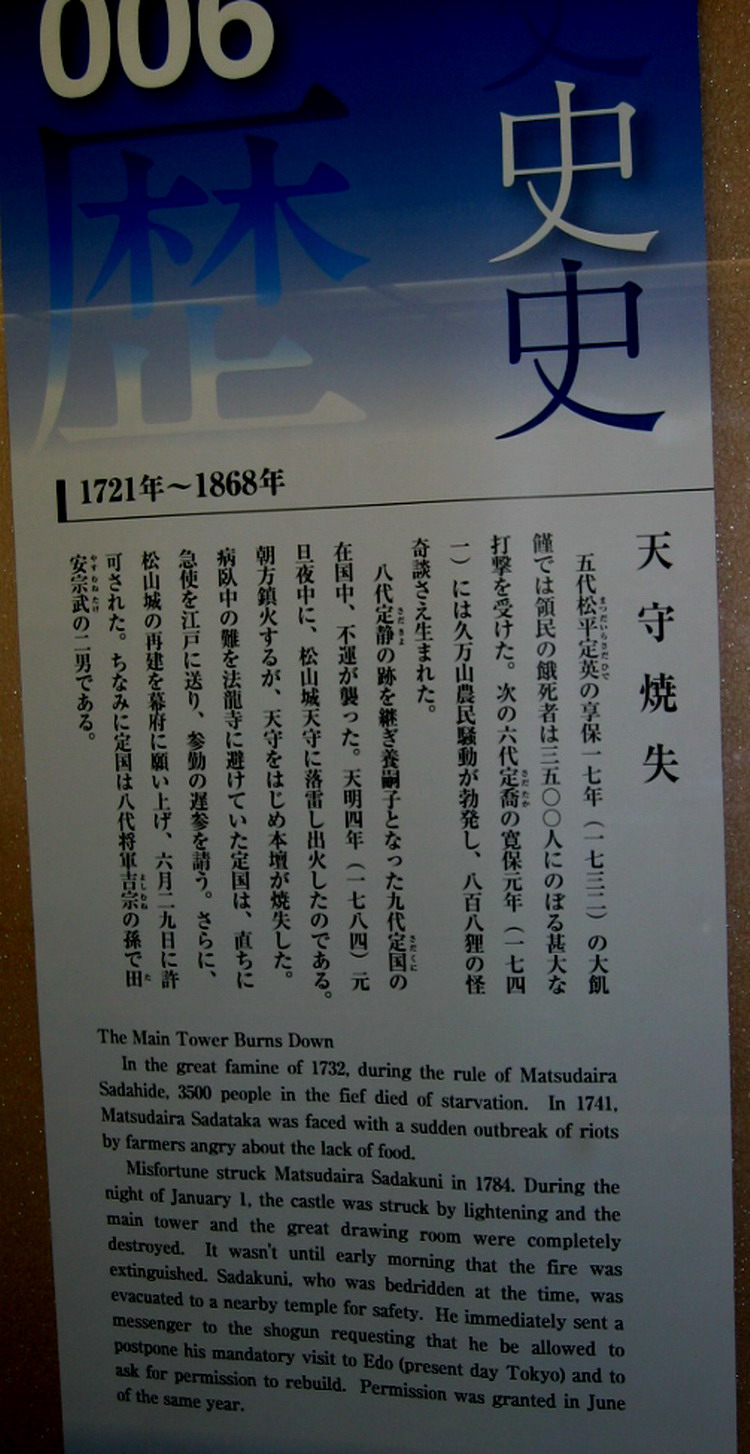 006
歴
史
史
1721年～1868年
天守焼失
五代松平定英の享保一七年（一七三二）の大飢
饉では領民の餓死者は三五〇〇人にのぼる甚大な
打撃を受けた。次の六代定喬の寛保元年（一七四
一）には久万山農民騒動が勃発し、八百八狸の怪
奇談さえ生まれた。
八代定静の跡を継ぎ養嗣子となった九代定国の
在国中、不運が襲った。天明四年（一七八四）元
旦夜中に、松山城天守に落雷し出火したのである。
朝方鎮火するが、天守をはじめ本壇が焼失した。
病臥中の難を法龍寺に避けていた定国は、直ちに
急使を江戸に送り、参勤の遅参を請う。さらに、
松山城の再建を幕府に願い上げ、六月二九日に許
可された。ちなみに定国は八代将軍吉宗の孫で田
安宗武の二男である。
The Main Tower Burns Down
In the great famine of 1732, during the rule of Matsudaira
Sadahide, 3500 people in the fief died of starvation. In 1741,
Matsudaira Sadataka was faced with a sudden outbreak of riots
by farmers angry about the lack of food.
Misfortune struck Matsudaira Sadakuni in 1784. During the
night of January 1, the castle was struck by lightening and the
main tower and the great drawing room were completely
destroyed. It wasn't until early morning that the fire was
extinguished. Sadakuni, who was bedridden at the time, was
evacuated to a nearby temple for safety. He immediately sent a
messenger to the shogun requesting that he be allowed to
postpone his mandatory visit to Edo (present day Tokyo) and to
ask for permission to rebuild. Permission was granted in June
of the same year.